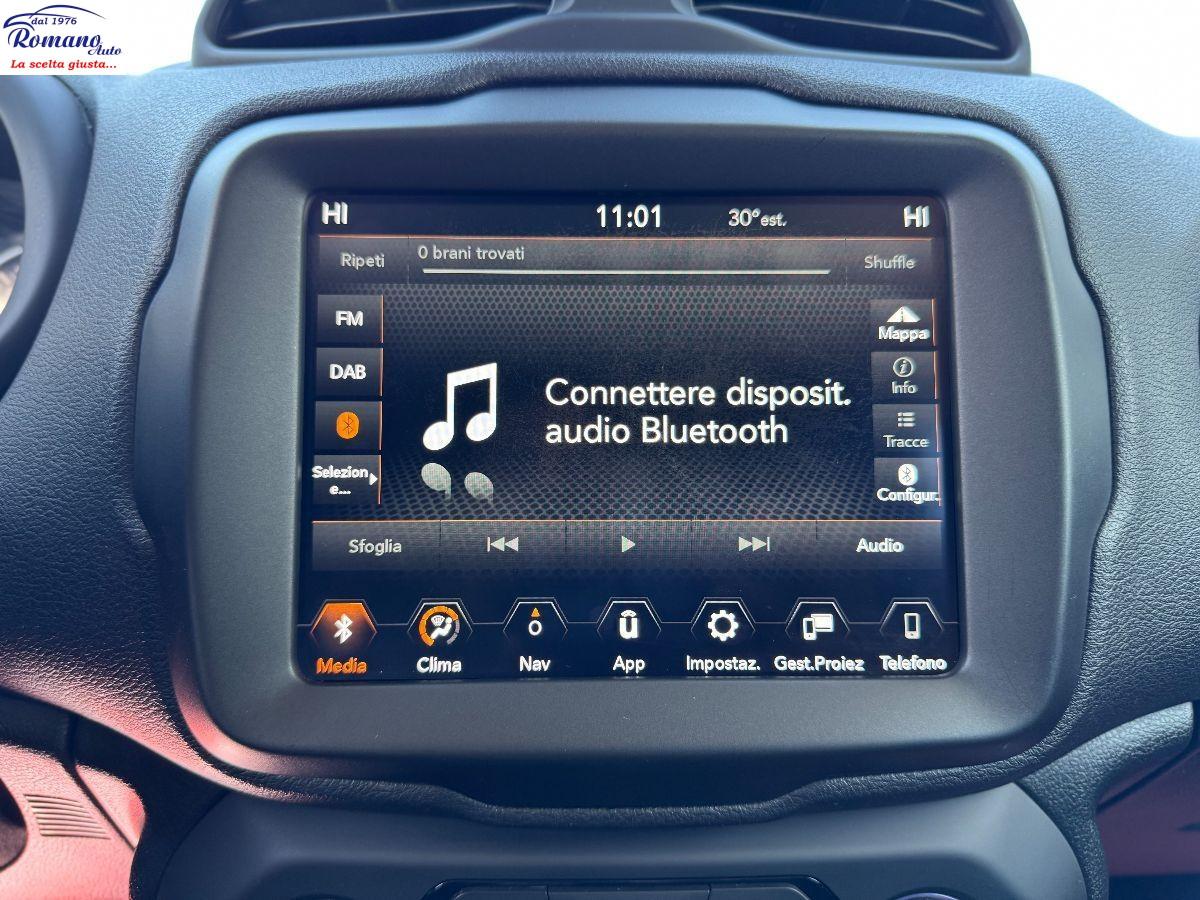 dal 1976
Romano
Auto
La scelta giusta...
HI 11:01 30°est. HI
Ripeti 0 brani trovati Shuffle
FM
DAB
Selezion
e...
Connettere disposit.
audio Bluetooth
Mappa
Info
Tracce
Configur.
Sfoglia Audio
Media Clima Nav App Impostaz. Gest.Proiez Telefono